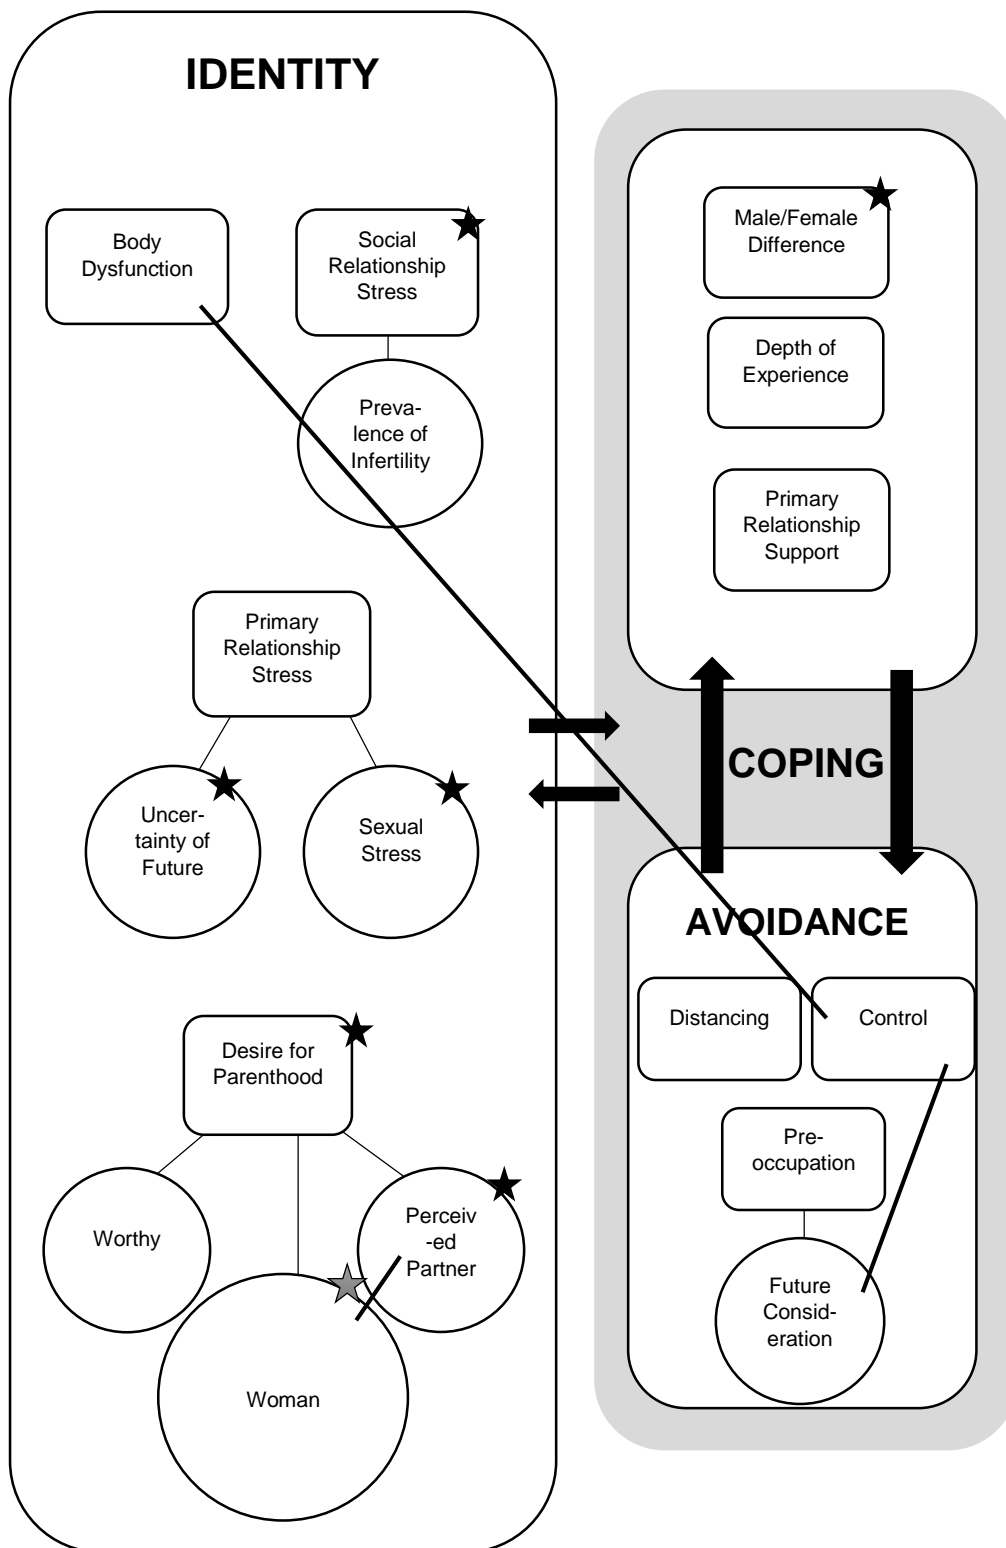 IDENTITY
Body
Dysfunction
Social
Relationship
Stress
Preva-
lence of
Infertility
Primary
Relationship
Stress
Uncer-
tainty of
Future
Sexual
Stress
Desire for
Parenthood
Worthy
Perceiv
-ed
Partner
Woman
Male/Female
Difference
Depth of
Experience
Primary
Relationship
Support
COPING
AVOIDANCE
Distancing
Control
Pre-
occupation
Future
Consid-
eration